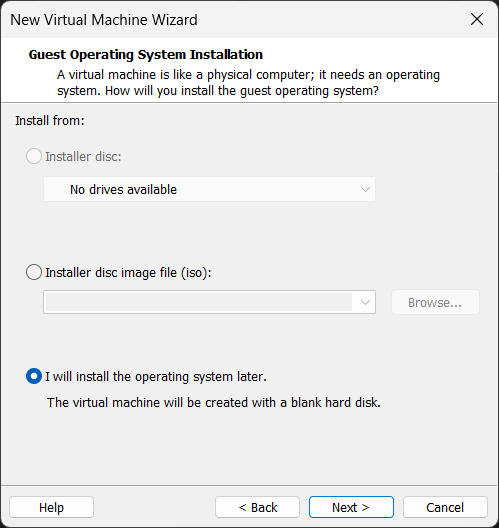 New Virtual Machine Wizard
Guest Operating System Installation
A virtual machine is like a physical computer; it needs an operating
system. How will you install the guest operating system?
Install from:
Installer disc:
No drives available
Installer disc image file (iso):
Browse...
I will install the operating system later.
The virtual machine will be created with a blank hard disk.
Help
< Back
Next >
Cancel